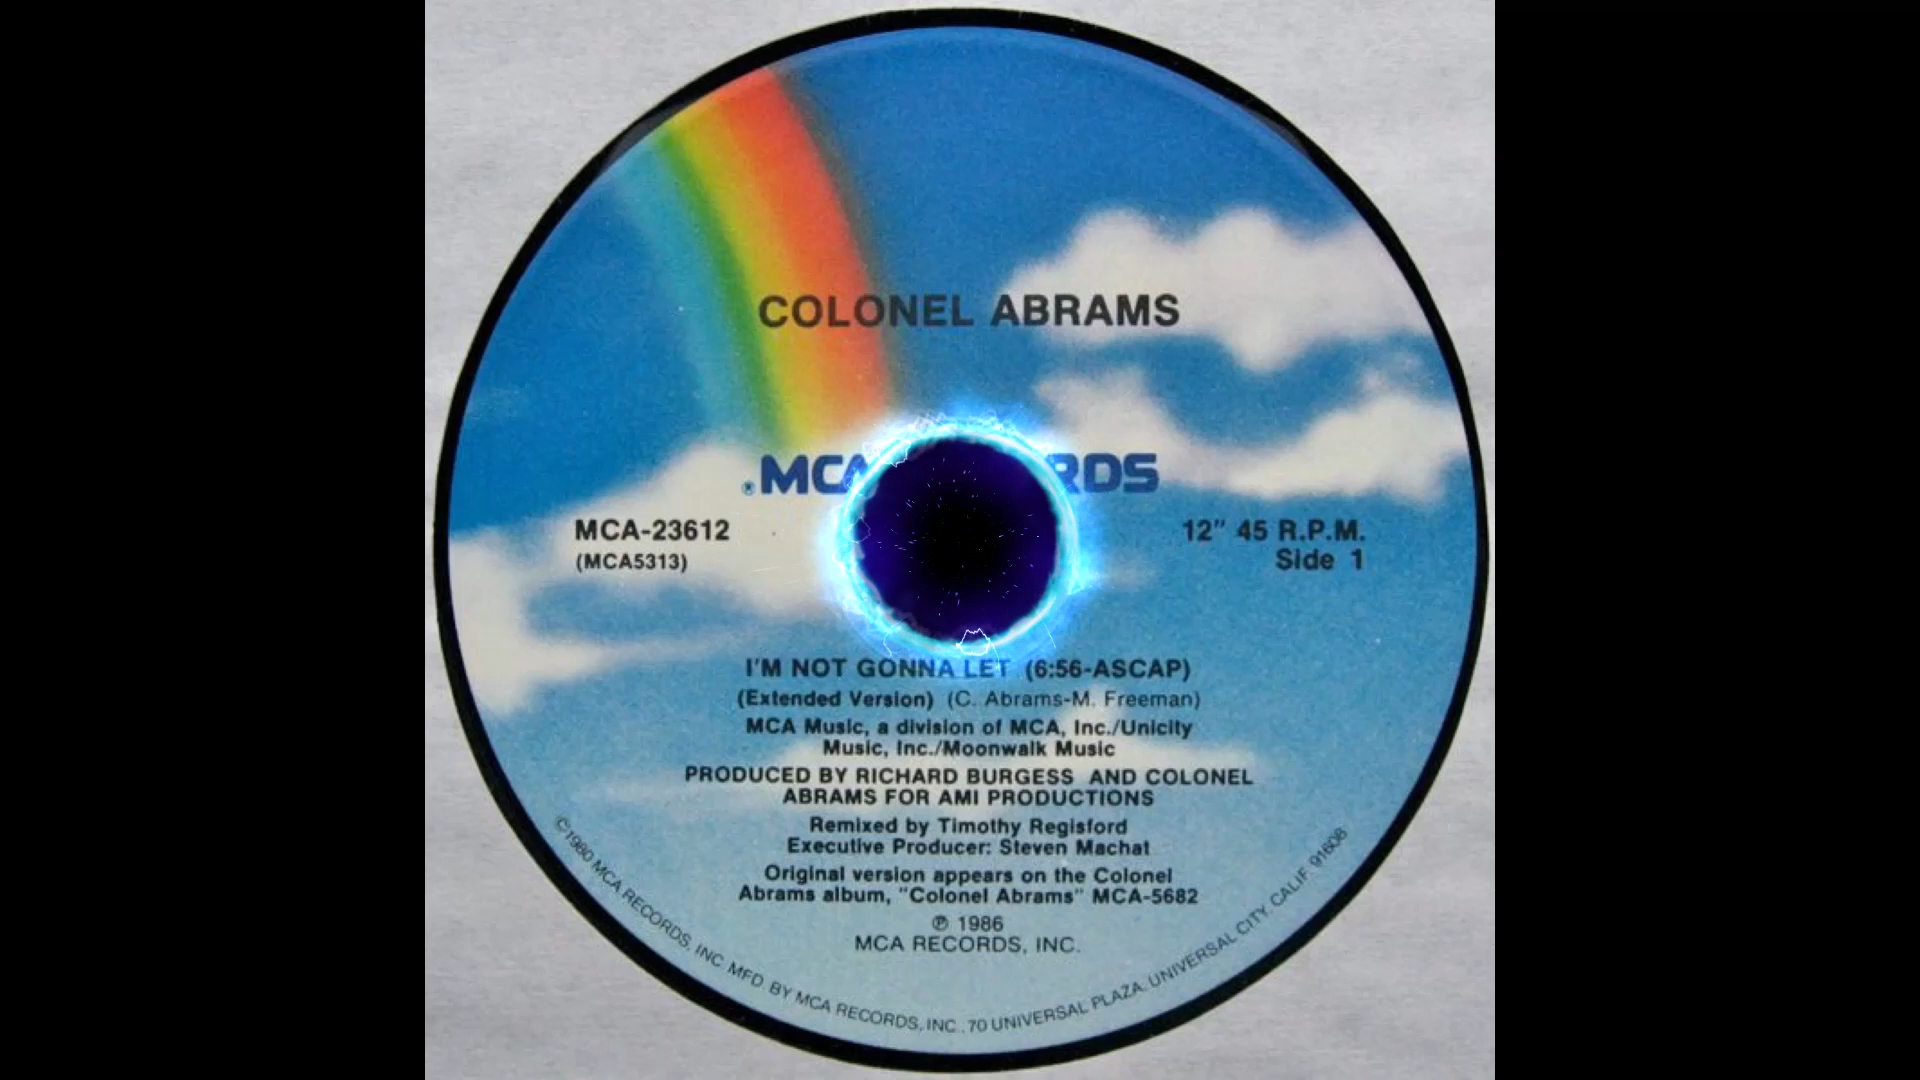 COLONEL ABRAMS
® MCA RDS
MCA-23612
(MCA5313)
12" 45 R.P.M.
Side 1
I'M NOT GONNA LET (6:56-ASCAP)
(Extended Version) (C. Abrams-M. Freeman)
MCA Music, a division of MCA, Inc./Unicity
Music, Inc./Moonwalk Music
PRODUCED BY RICHARD BURGESS AND COLONEL
ABRAMS FOR AMI PRODUCTIONS
Remixed by Timothy Regisford
Executive Producer: Steven Machat
Original version appears on the Colonel
Abrams album, "Colonel Abrams" MCA-5682
℗ 1986
MCA RECORDS, INC.
©1980 MCA RECORDS, INC. MFD. BY MCA RECORDS, INC., 70 UNIVERSAL PLAZA, UNIVERSAL CITY, CALIF. 91608